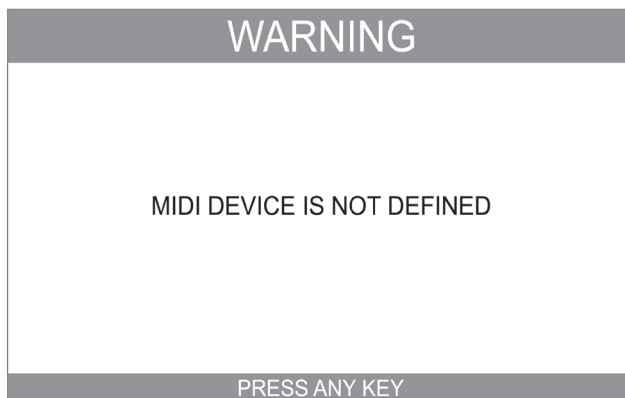 WARNING
MIDI DEVICE IS NOT DEFINED
PRESS ANY KEY